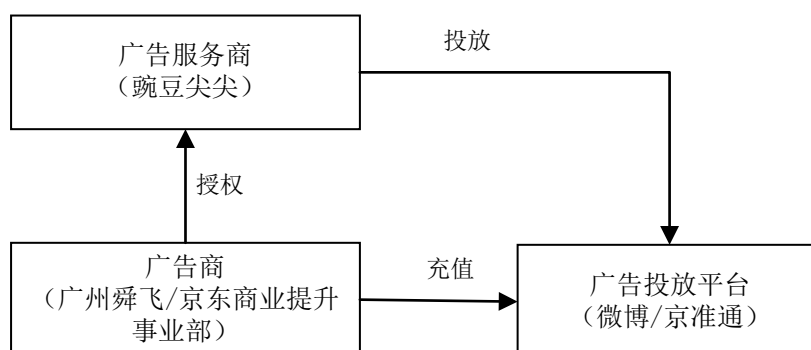 广告服务商
（豌豆尖尖）
投放
授权
广告商
（广州舜飞/京东商业提升
事业部）
充值
广告投放平台
（微博/京准通）